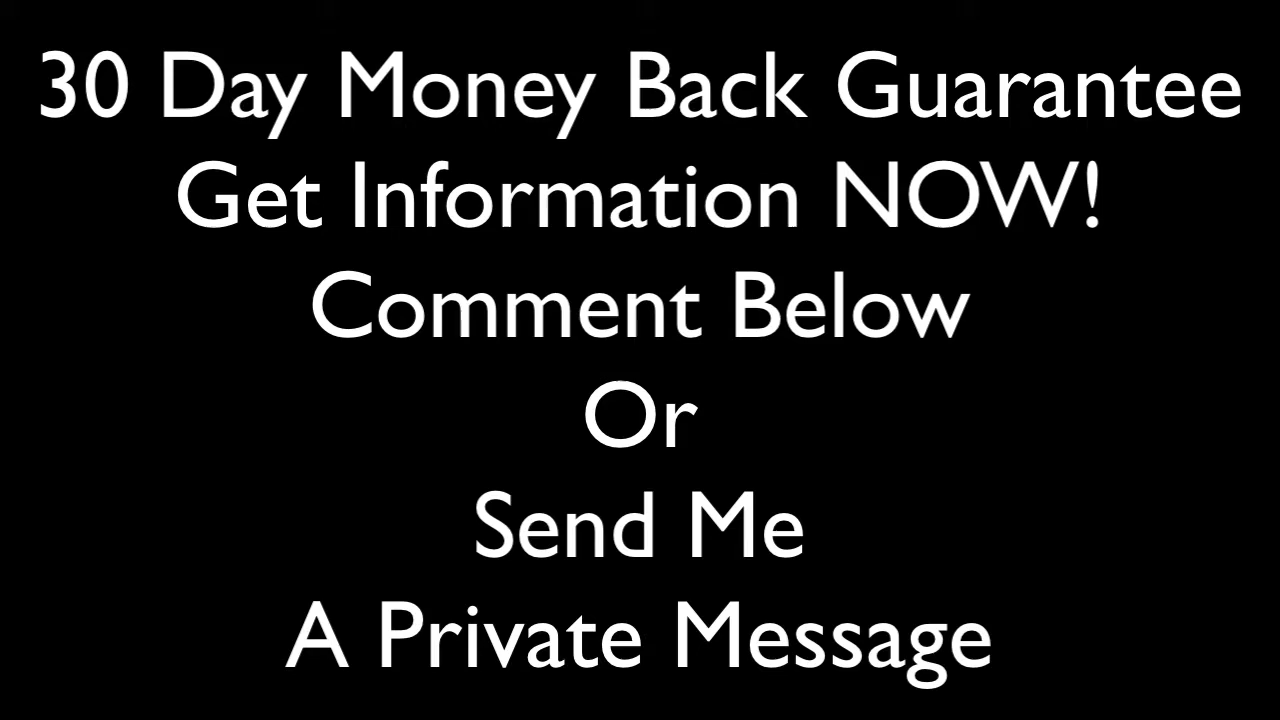 30 Day Money Back Guarantee
Get Information NOW!
Comment Below
Or
Send Me
A Private Message